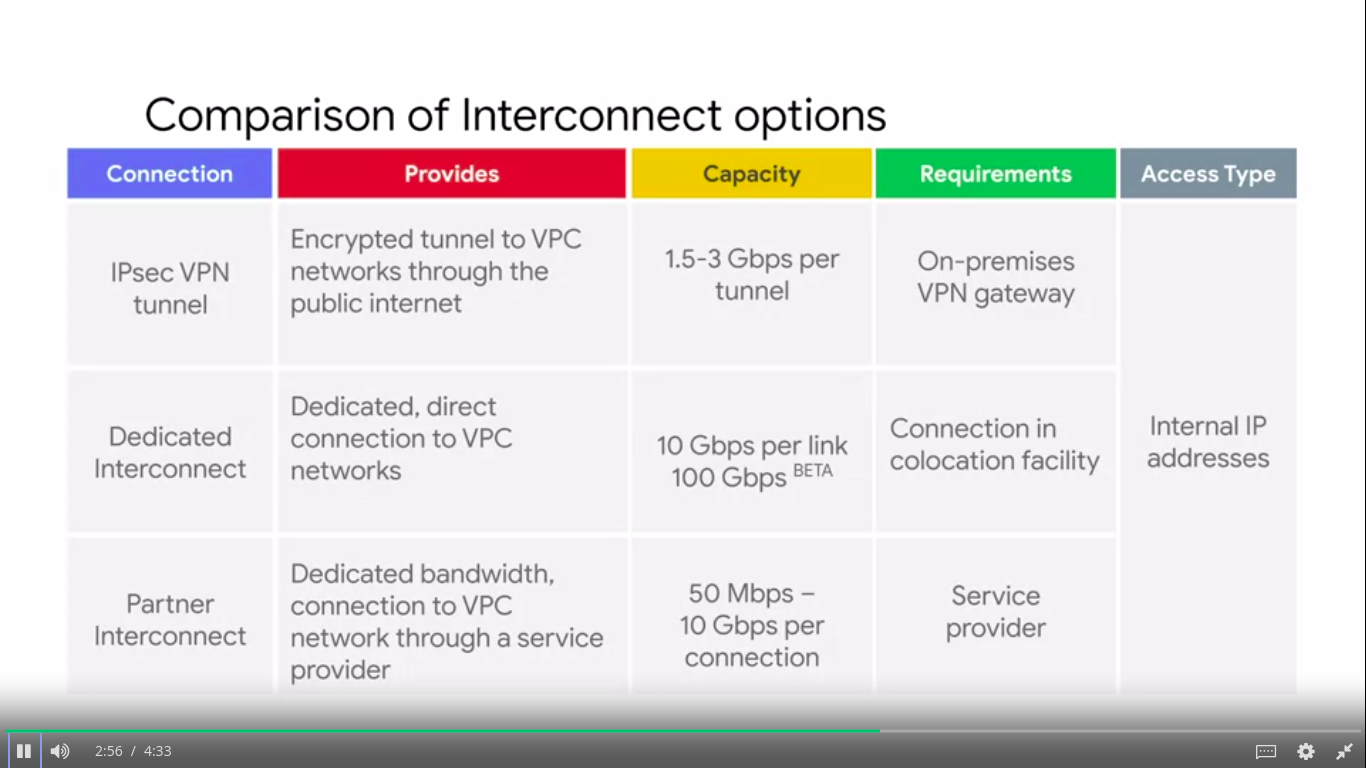 Comparison of Interconnect options
Connection
Provides
Capacity
Requirements
Access Type
IPsec VPN
tunnel
Encrypted tunnel to VPC
networks through the
public internet
1.5-3 Gbps per
tunnel
On-premises
VPN gateway
Dedicated
Interconnect
Dedicated, direct
connection to VPC
networks
10 Gbps per link
100 Gbps BETA
Connection in
colocation facility
Internal IP
addresses
Partner
Interconnect
Dedicated bandwidth,
connection to VPC
network through a service
provider
50 Mbps –
10 Gbps per
connection
Service
provider
2:56 / 4:33